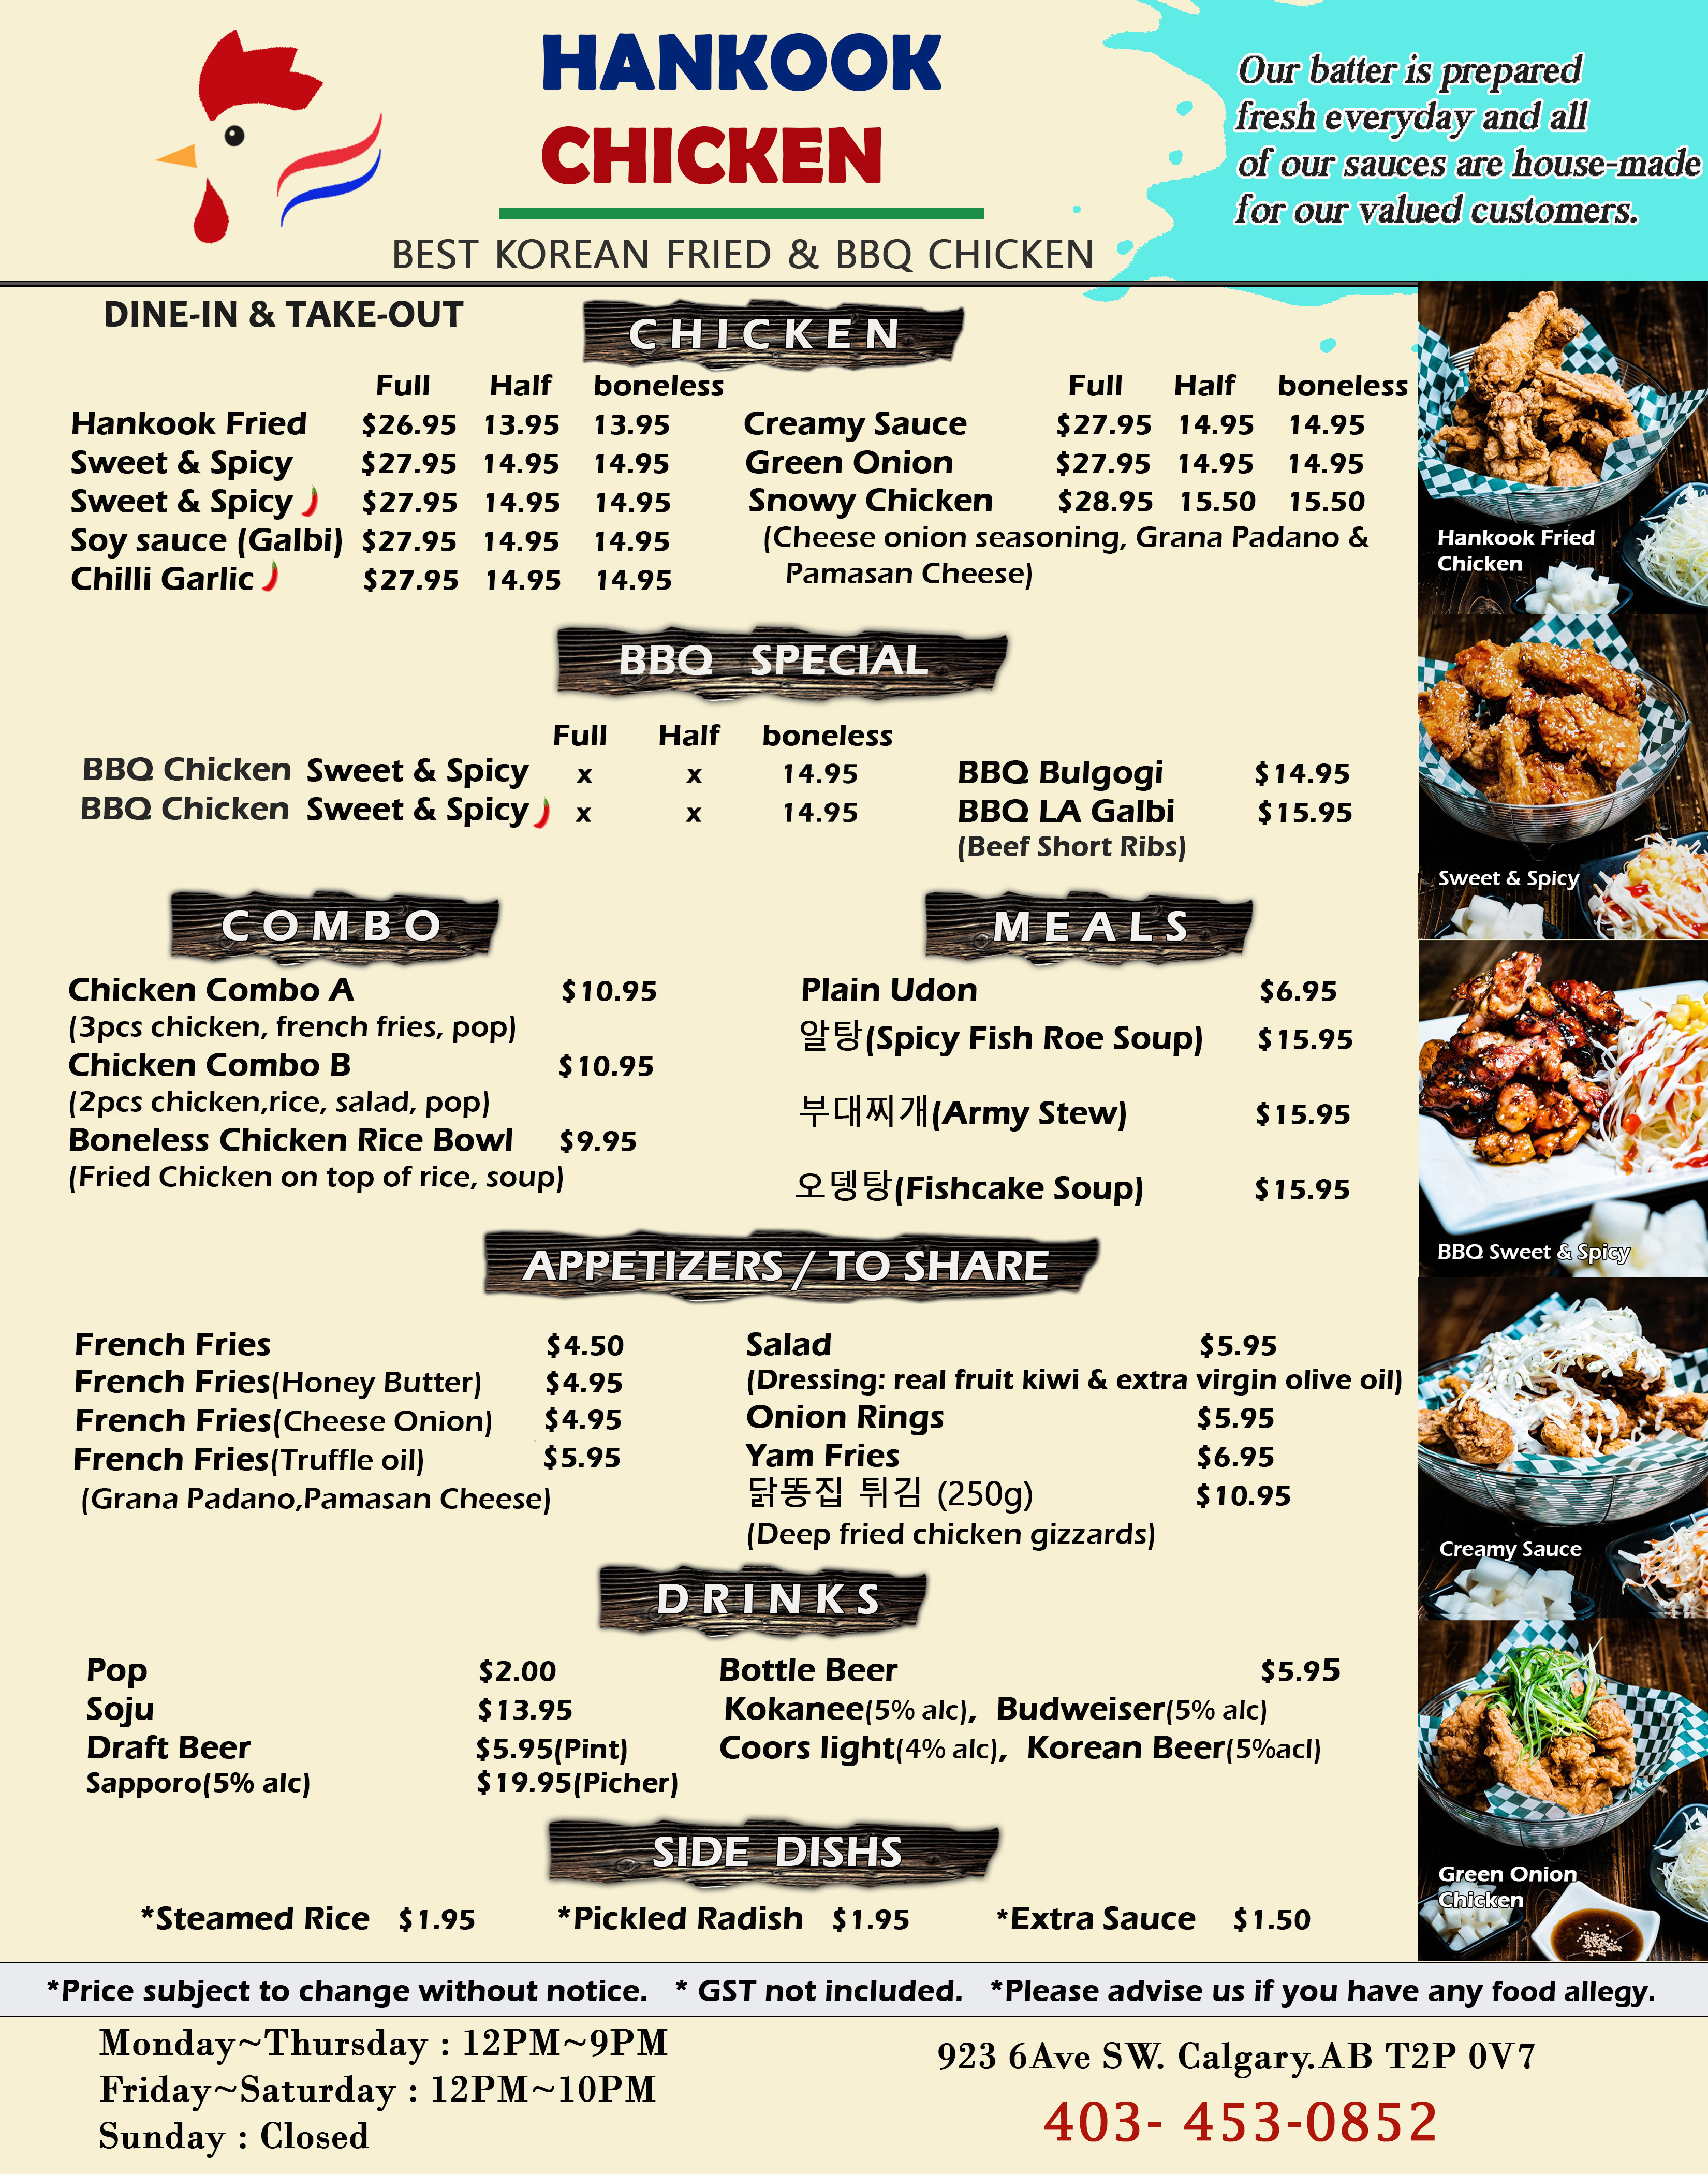 HANKOOK
CHICKEN
BEST KOREAN FRIED & BBQ CHICKEN
Our batter is prepared
fresh everyday and all
of our sauces are house-made
for our valued customers.
DINE-IN & TAKE-OUT
CHICKEN
Full Half boneless
Hankook Fried $26.95 13.95 13.95
Sweet & Spicy $27.95 14.95 14.95
Sweet & Spicy $27.95 14.95 14.95
Soy sauce (Galbi) $27.95 14.95 14.95
Chilli Garlic $27.95 14.95 14.95
Full Half boneless
Creamy Sauce $27.95 14.95 14.95
Green Onion $27.95 14.95 14.95
Snowy Chicken $28.95 15.50 15.50
(Cheese onion seasoning, Grana Padano &
Pamasan Cheese)
BBQ SPECIAL
Full Half boneless
BBQ Chicken Sweet & Spicy x x 14.95
BBQ Chicken Sweet & Spicy x x 14.95
BBQ Bulgogi $14.95
BBQ LA Galbi $15.95
(Beef Short Ribs)
COMBO
Chicken Combo A $10.95
(3pcs chicken, french fries, pop)
Chicken Combo B $10.95
(2pcs chicken,rice, salad, pop)
Boneless Chicken Rice Bowl $9.95
(Fried Chicken on top of rice, soup)
MEALS
Plain Udon $6.95
알탕(Spicy Fish Roe Soup) $15.95
부대찌개(Army Stew) $15.95
오뎅탕(Fishcake Soup) $15.95
APPETIZERS / TO SHARE
French Fries $4.50
French Fries(Honey Butter) $4.95
French Fries(Cheese Onion) $4.95
French Fries(Truffle oil) $5.95
(Grana Padano,Pamasan Cheese)
Salad $5.95
(Dressing: real fruit kiwi & extra virgin olive oil)
Onion Rings $5.95
Yam Fries $6.95
닭똥집 튀김 (250g) $10.95
(Deep fried chicken gizzards)
DRINKS
Pop $2.00
Soju $13.95
Draft Beer $5.95(Pint)
Sapporo(5% alc) $19.95(Picher)
Bottle Beer $5.95
Kokanee(5% alc), Budweiser(5% alc)
Coors light(4% alc), Korean Beer(5%acl)
SIDE DISHS
*Steamed Rice $1.95 *Pickled Radish $1.95 *Extra Sauce $1.50
Hankook Fried
Chicken
Sweet & Spicy
BBQ Sweet & Spicy
Creamy Sauce
Green Onion
Chicken
*Price subject to change without notice. * GST not included. *Please advise us if you have any food allegy.
Monday~Thursday : 12PM~9PM
Friday~Saturday : 12PM~10PM
Sunday : Closed
923 6Ave SW. Calgary.AB T2P 0V7
403- 453-0852